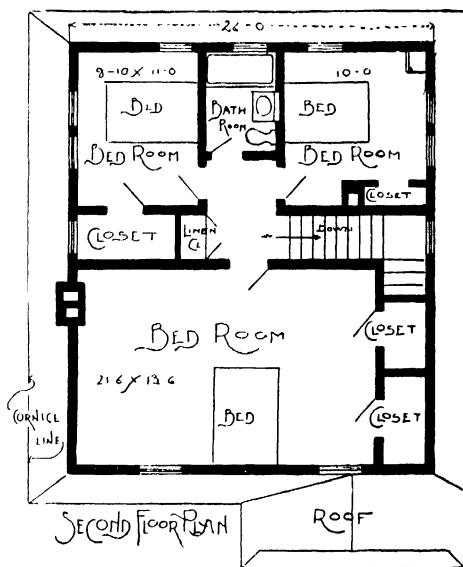 26-0
8-10 X 11-0
10-0
BED
BATH
ROOM
BED
BED ROOM
BED ROOM
CLOSET
CLOSET
LINEN
CL
DOWN
BED ROOM
CLOSET
21-6 X 13-6
BED
CLOSET
CORNICE
LINE
SECOND FLOOR PLAN
ROOF